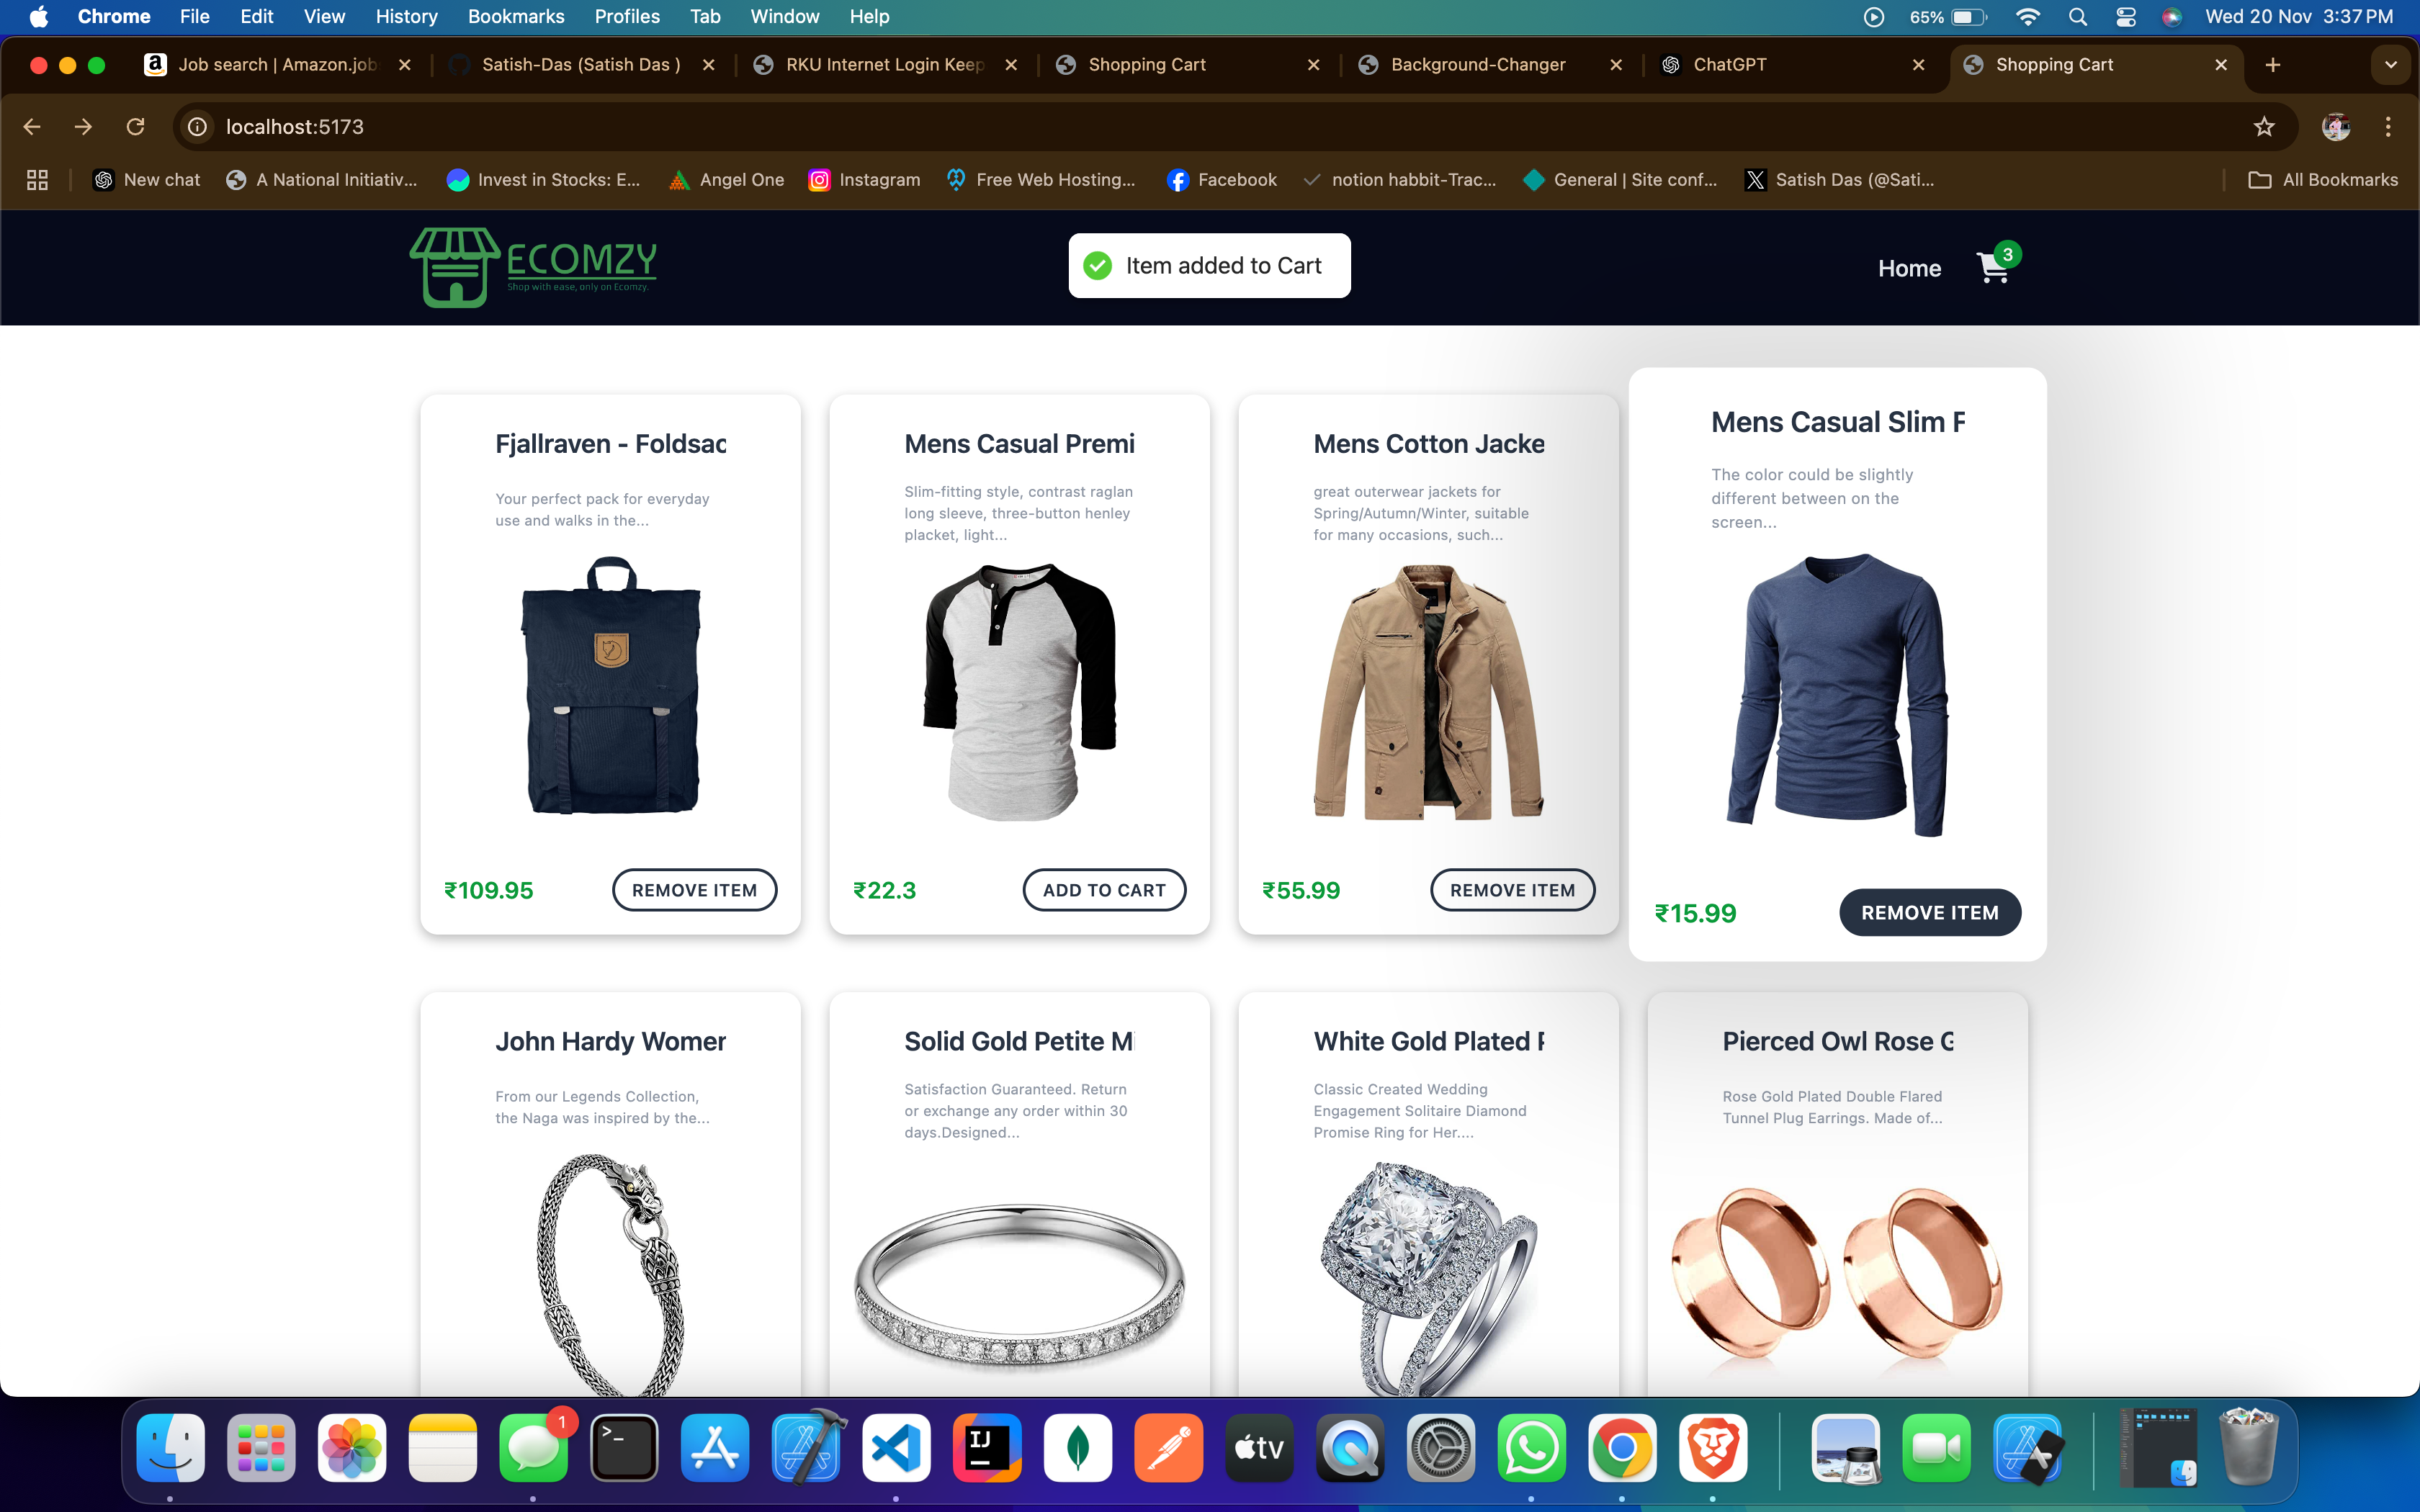 Chrome File Edit View History Bookmarks Profiles Tab Window Help 65% Wed 20 Nov 3:37 PM
Job search | Amazon.job Satish-Das (Satish Das ) RKU Internet Login Keep Shopping Cart Background-Changer ChatGPT Shopping Cart
localhost:5173
New chat A National Initiativ... Invest in Stocks: E... Angel One Instagram Free Web Hosting... Facebook notion habbit-Trac... General | Site conf... Satish Das (@Sati... All Bookmarks
ECOMZY
Shop with ease, only on Ecomzy.
Item added to Cart
Home 3
Fjallraven - Foldsac
Your perfect pack for everyday
use and walks in the...
₹109.95 REMOVE ITEM
Mens Casual Premi
Slim-fitting style, contrast raglan
long sleeve, three-button henley
placket, light...
₹22.3 ADD TO CART
Mens Cotton Jacke
great outerwear jackets for
Spring/Autumn/Winter, suitable
for many occasions, such...
₹55.99 REMOVE ITEM
Mens Casual Slim F
The color could be slightly
different between on the
screen...
₹15.99 REMOVE ITEM
John Hardy Women
From our Legends Collection,
the Naga was inspired by the...
Solid Gold Petite Mi
Satisfaction Guaranteed. Return
or exchange any order within 30
days.Designed...
White Gold Plated P
Classic Created Wedding
Engagement Solitaire Diamond
Promise Ring for Her....
Pierced Owl Rose G
Rose Gold Plated Double Flared
Tunnel Plug Earrings. Made of...
1
>_
IJ
tv